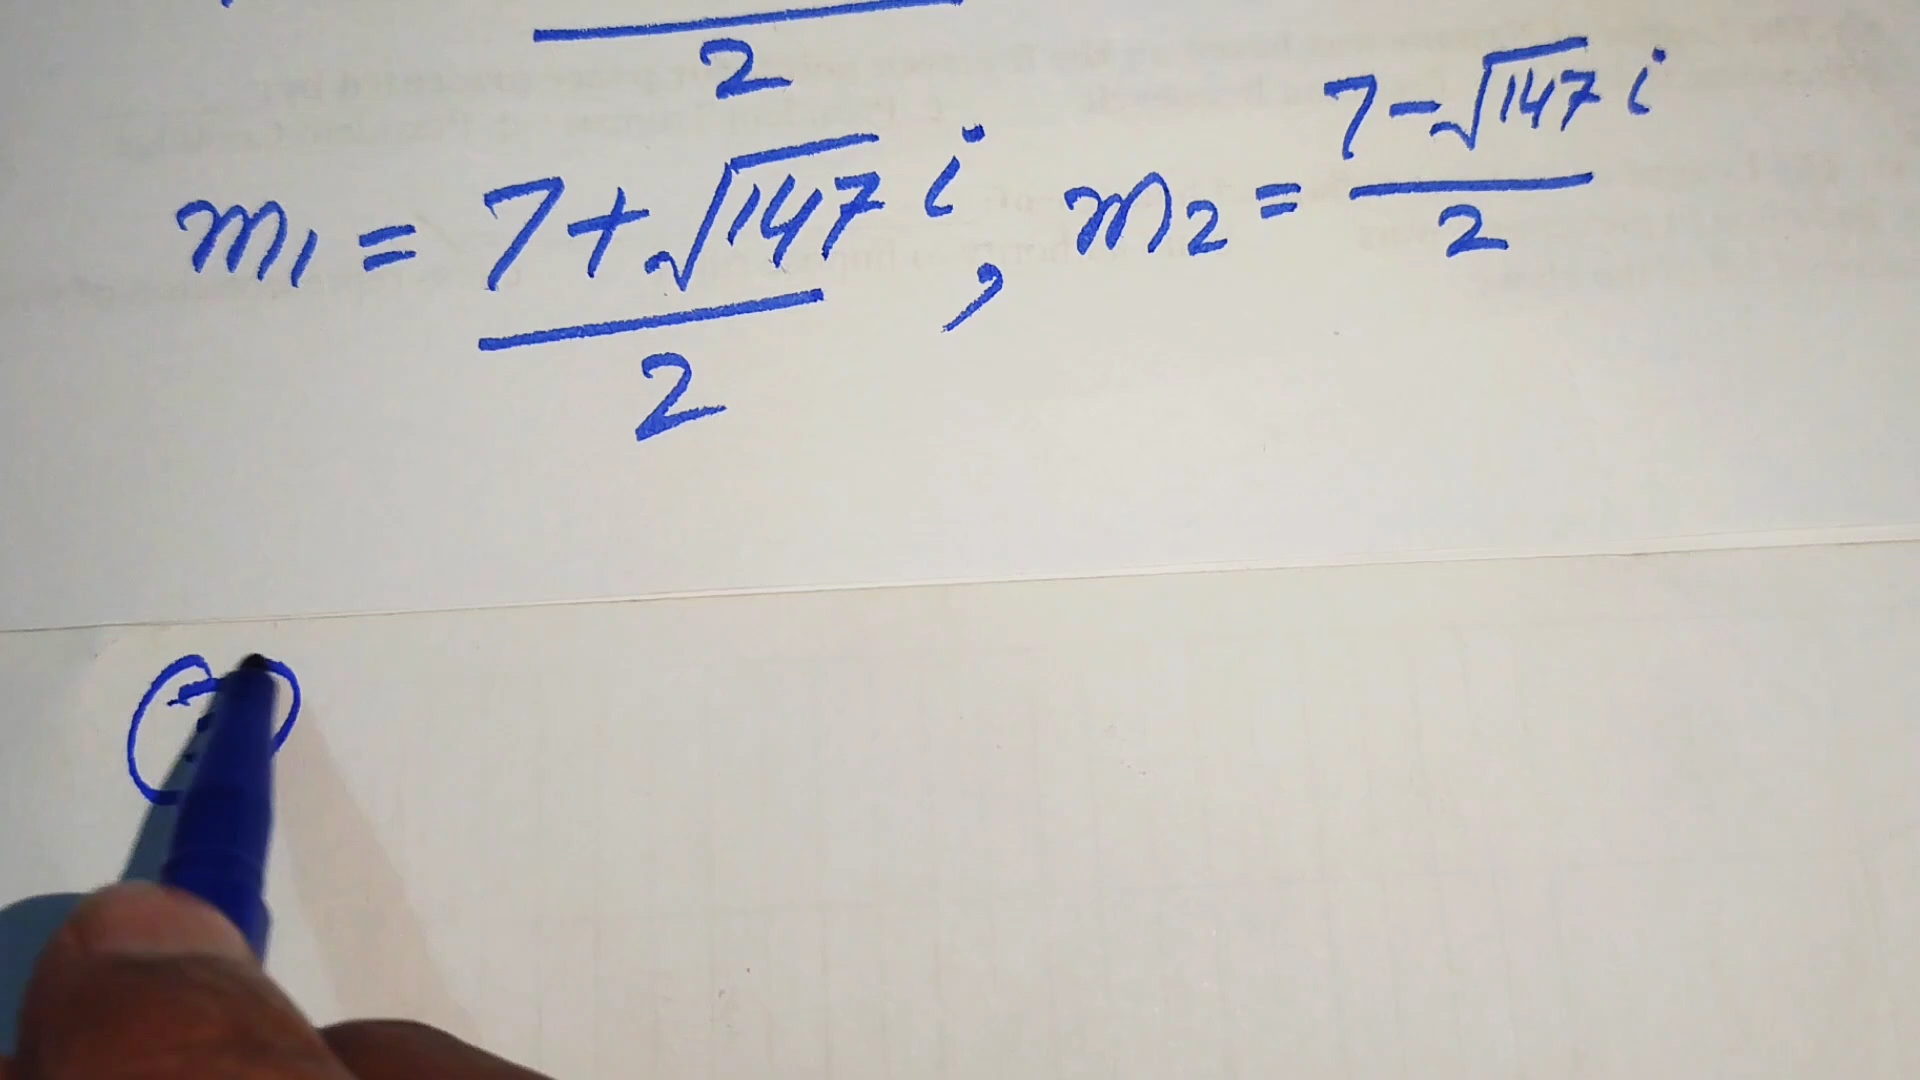 2
m₁ = (7+√147 i)/2 , m₂ = (7-√147 i)/2